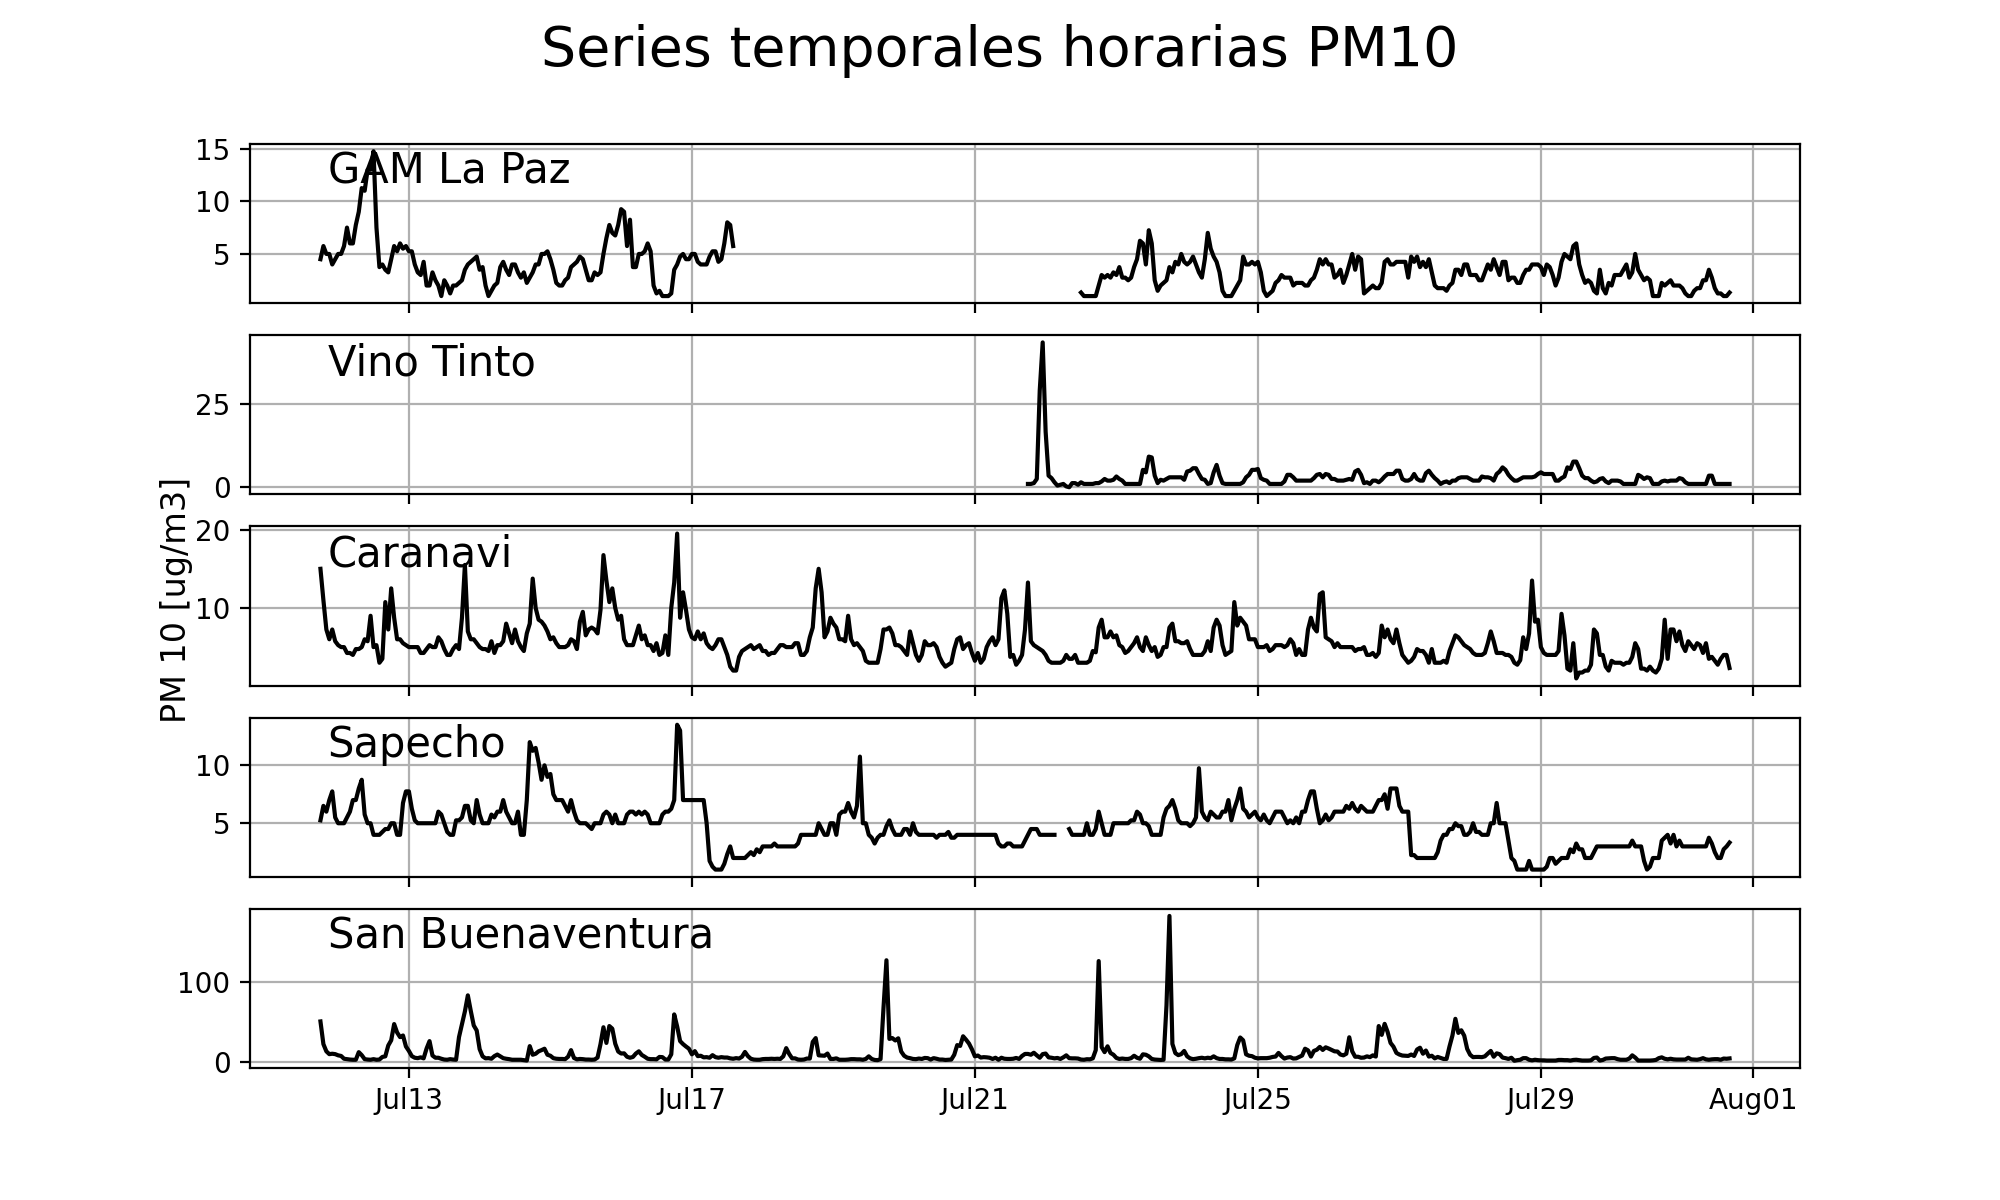 Series temporales horarias PM10
PM 10 [ug/m3]
15
10
5
GAM La Paz
25
0
Vino Tinto
20
10
Caranavi
10
5
Sapecho
100
0
San Buenaventura
Jul13 Jul17 Jul21 Jul25 Jul29 Aug01